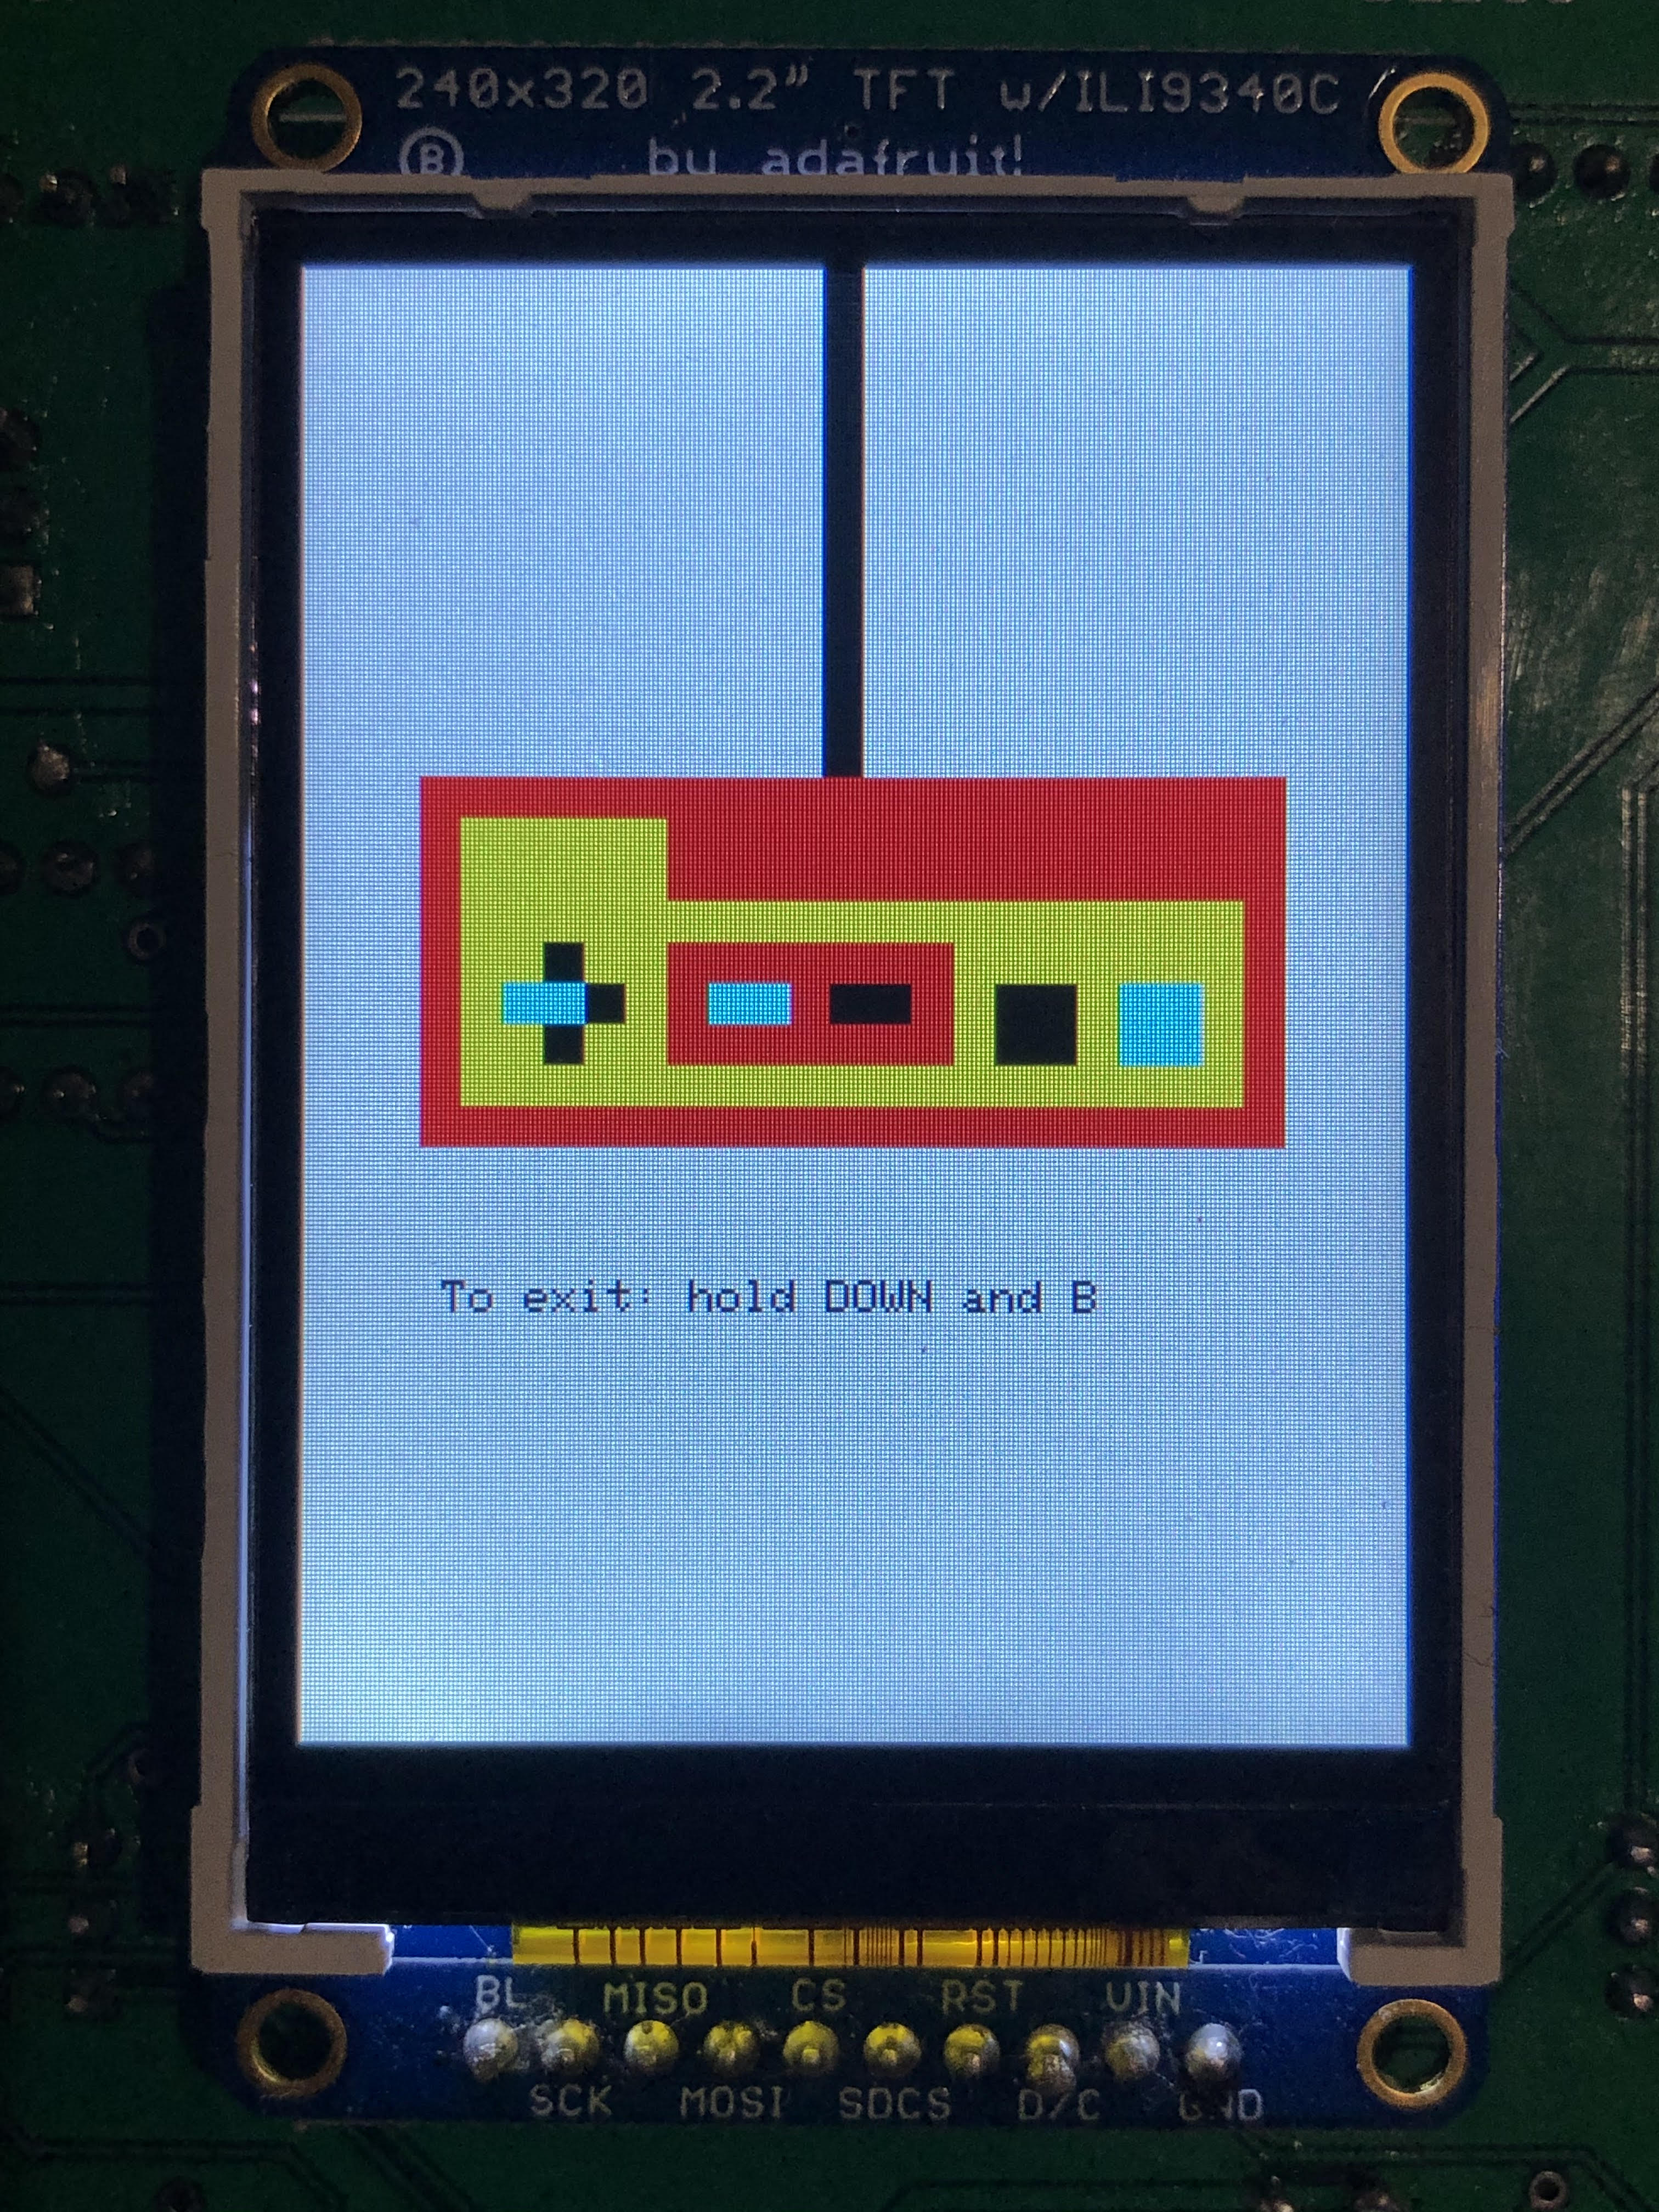 240x320 2.2” TFT w/ILI9340C
B by adafruit!
To exit: hold DOWN and B
BL MISO CS RST VIN
SCK MOSI SDCS D/C GND